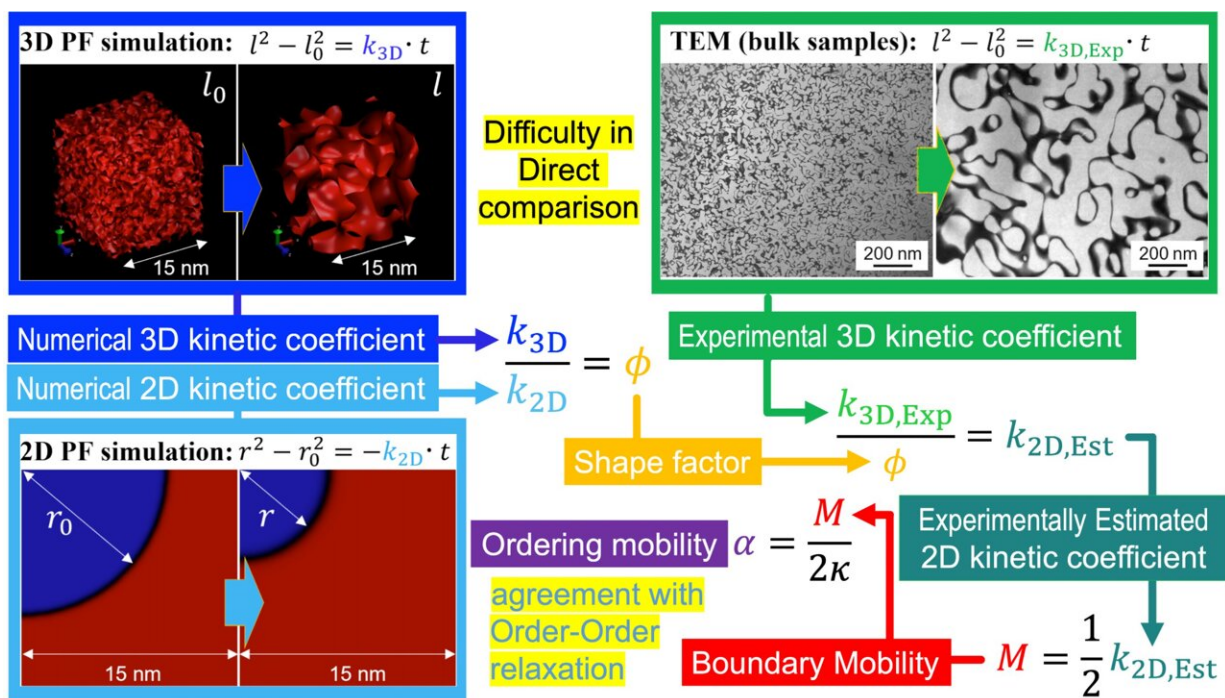 3D PF simulation: l² − l₀² = k₃D · t
l₀
l
15 nm
15 nm
Difficulty in
Direct
comparison
TEM (bulk samples): l² − l₀² = k₃D,Exp · t
200 nm
200 nm
Numerical 3D kinetic coefficient
Numerical 2D kinetic coefficient
k₃D / k₂D = ϕ
Experimental 3D kinetic coefficient
2D PF simulation: r² − r₀² = −k₂D · t
r₀
r
15 nm
15 nm
Shape factor
k₃D,Exp / ϕ = k₂D,Est
Experimentally Estimated
2D kinetic coefficient
Ordering mobility α = M / 2κ
agreement with
Order-Order
relaxation
Boundary Mobility
M = 1/2 k₂D,Est